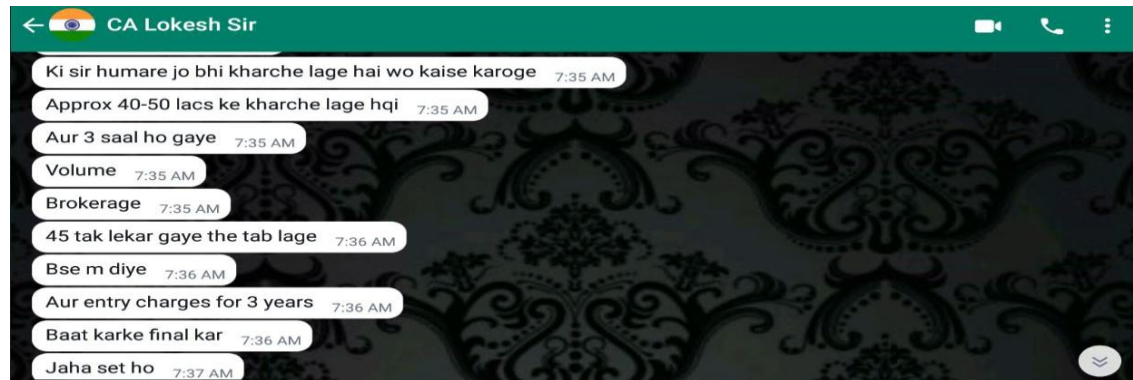 CA Lokesh Sir
Ki sir humare jo bhi kharche lage hai wo kaise karoge 7:35 AM
Approx 40-50 lacs ke kharche lage hqi 7:35 AM
Aur 3 saal ho gaye 7:35 AM
Volume 7:35 AM
Brokerage 7:35 AM
45 tak lekar gaye the tab lage 7:36 AM
Bse m diye 7:36 AM
Aur entry charges for 3 years 7:36 AM
Baat karke final kar 7:36 AM
Jaha set ho 7:37 AM